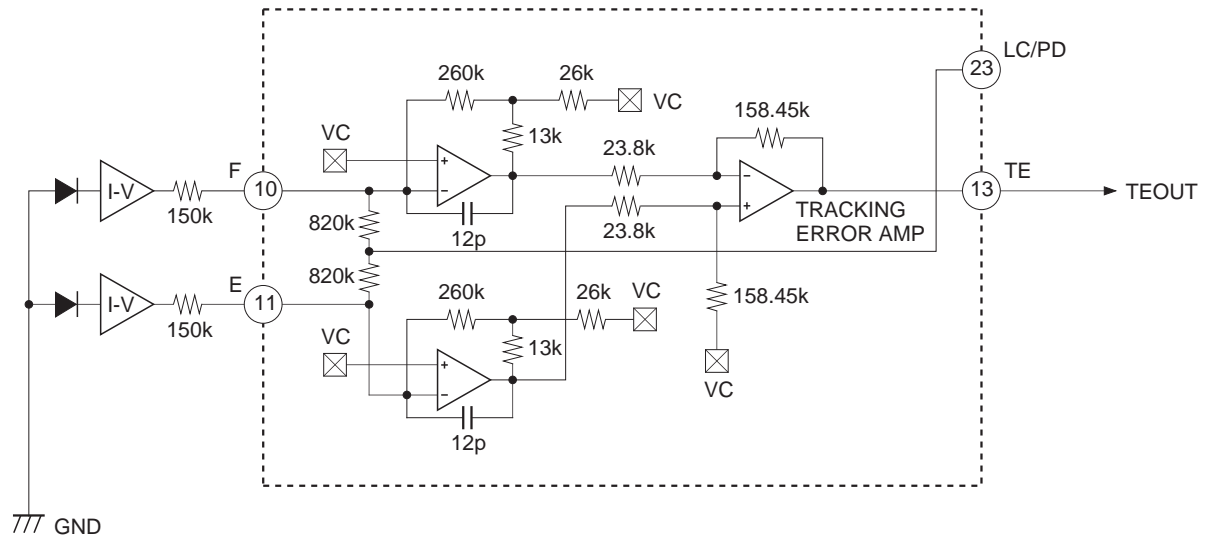 LC/PD
23
260k
26k
VC
158.45k
VC
13k
23.8k
F
+
−
−
TE
I-V
10
13
TEOUT
150k
+
TRACKING
ERROR AMP
820k
12p
23.8k
820k
E
260k
26k
VC
158.45k
I-V
11
150k
VC
13k
+
−
VC
12p
GND